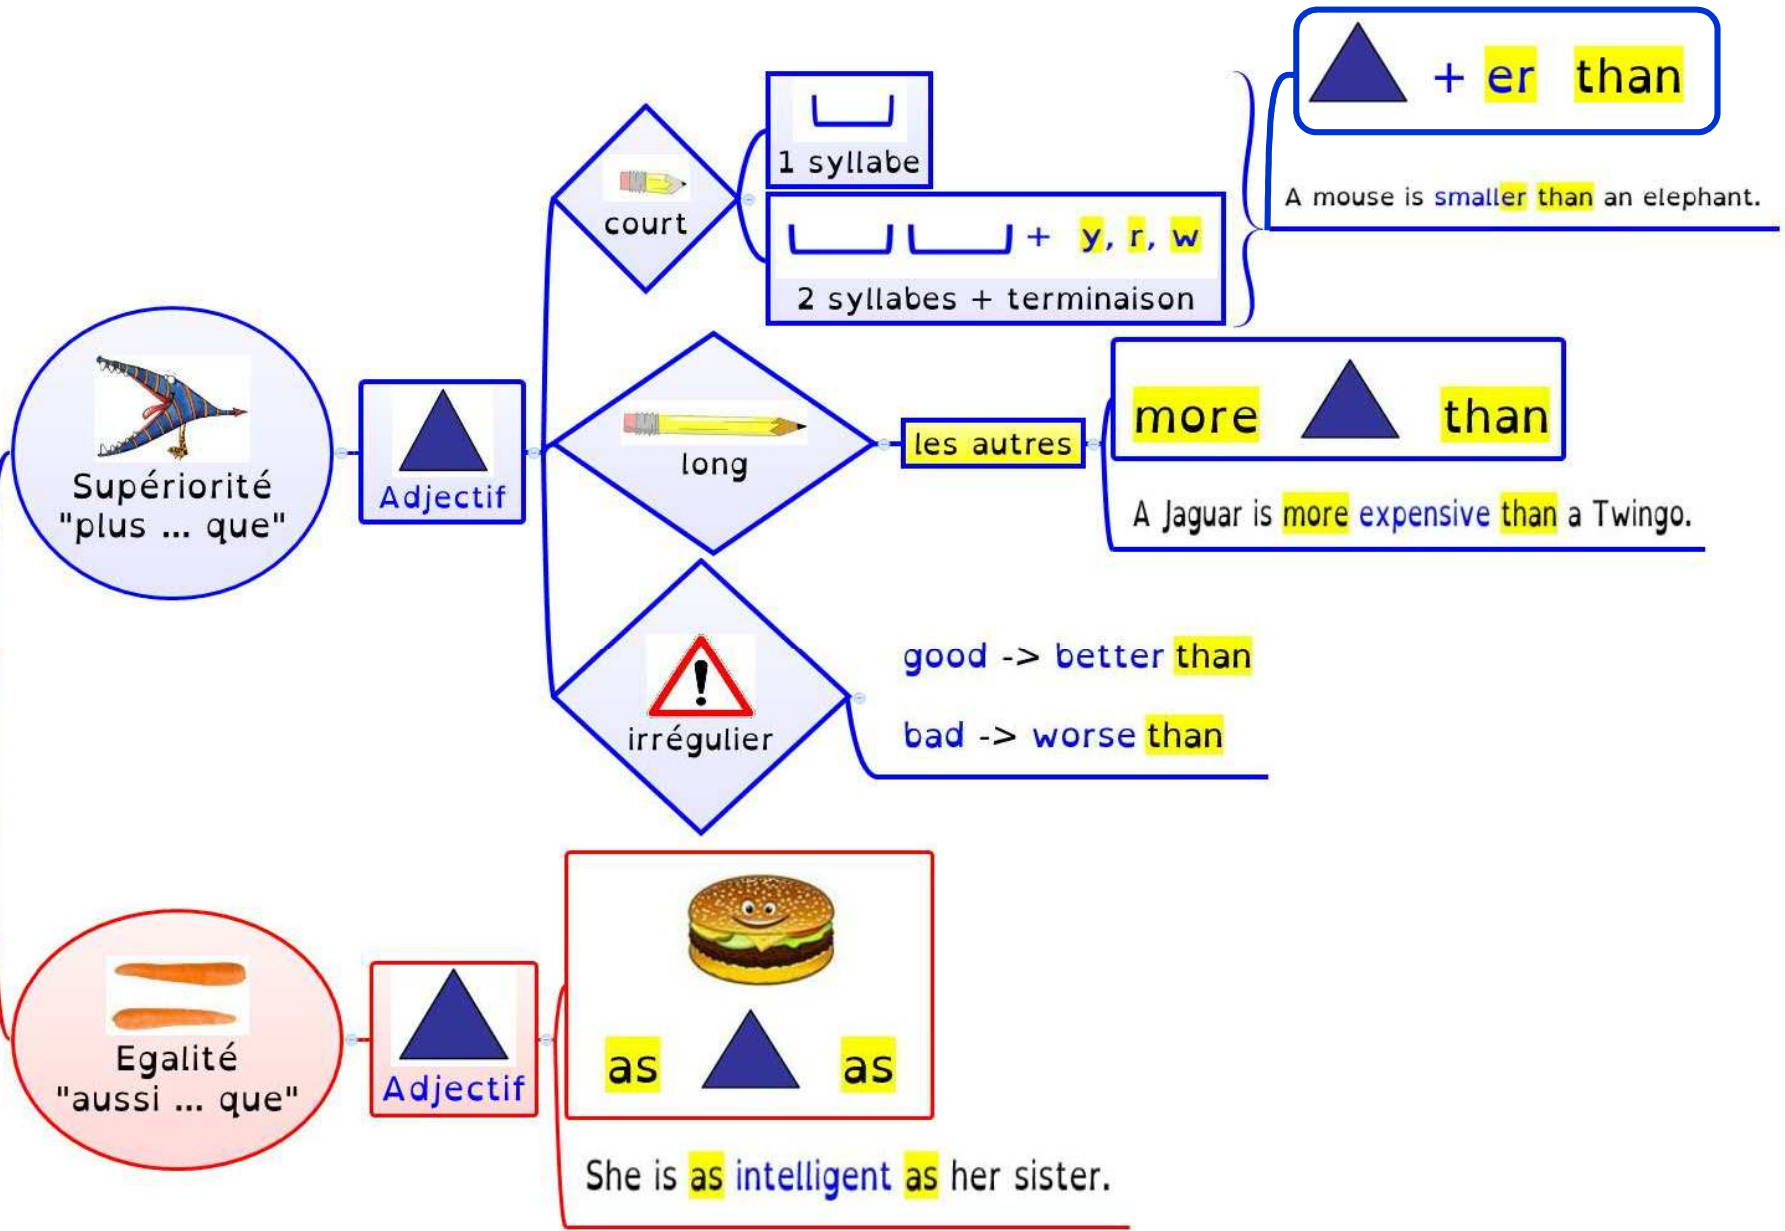 Supériorité
"plus ... que"
Adjectif
court
1 syllabe
+ y, r, w
2 syllabes + terminaison
+ er than
A mouse is smaller than an elephant.
long
les autres
more than
A Jaguar is more expensive than a Twingo.
!
irrégulier
good -> better than
bad -> worse than
Egalité
"aussi ... que"
Adjectif
as as
She is as intelligent as her sister.